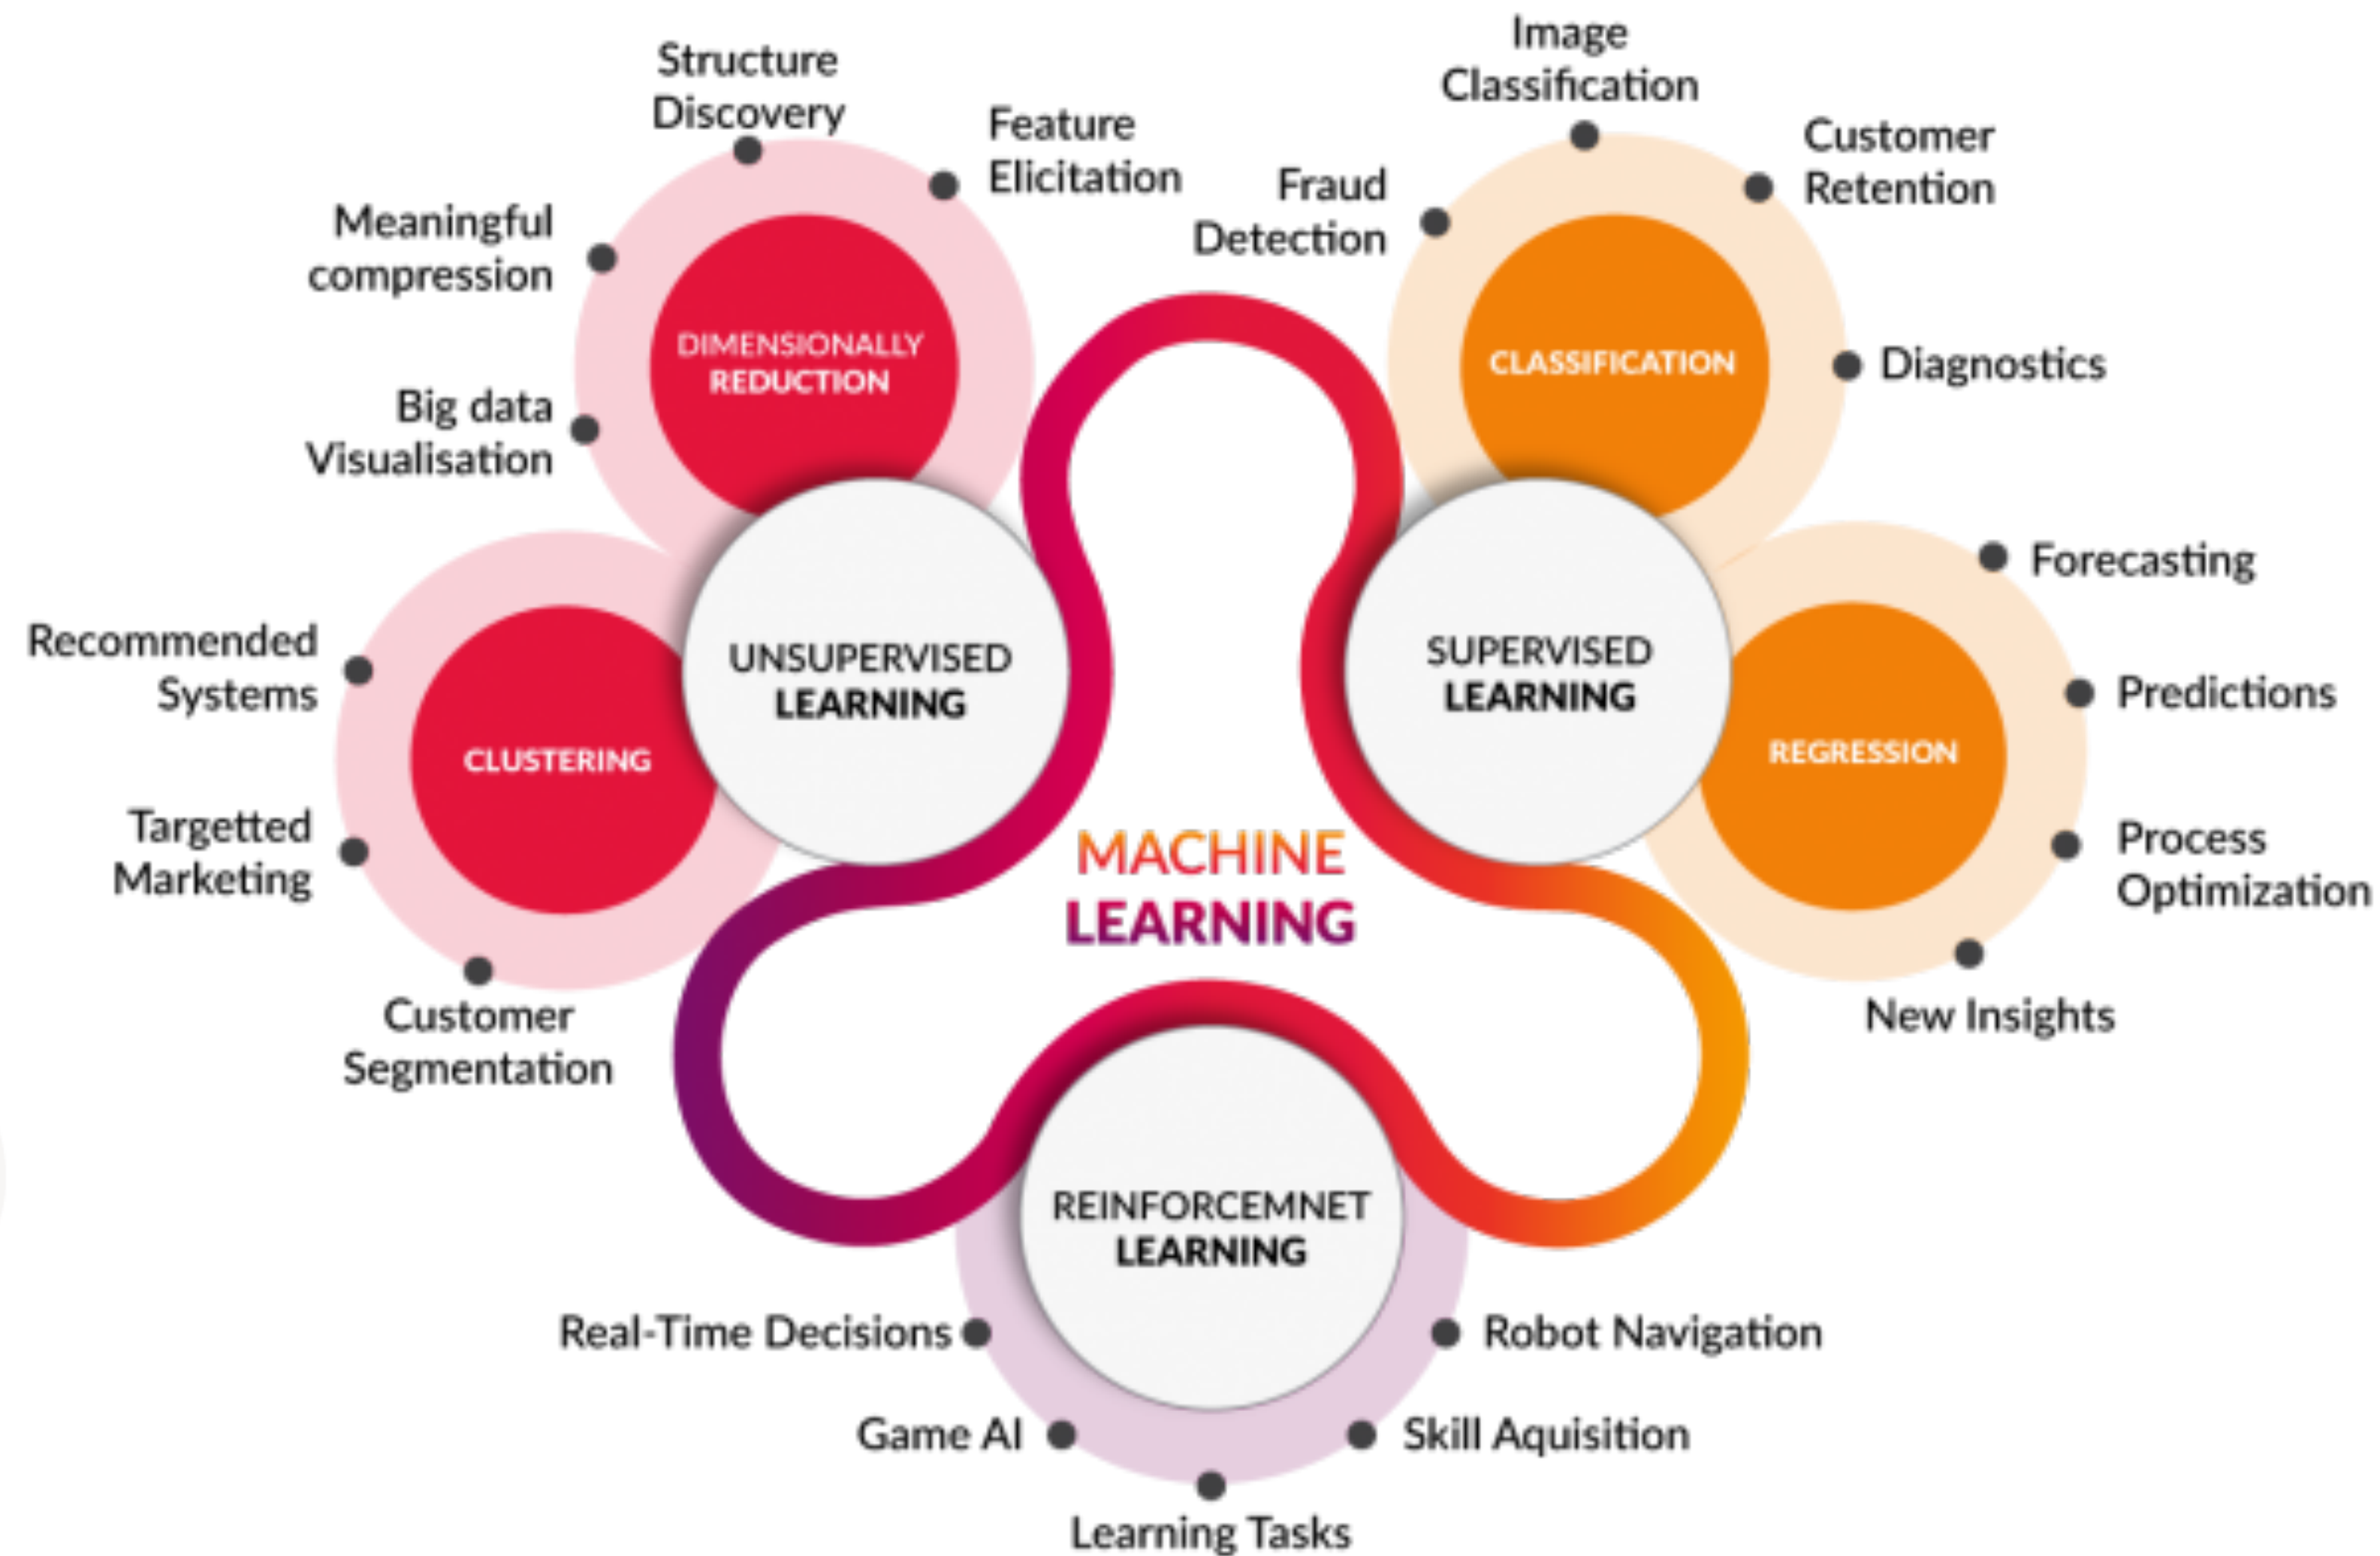 Structure
Discovery
Feature
Elicitation
Meaningful
compression
Big data
Visualisation
DIMENSIONALLY
REDUCTION
Recommended
Systems
Targetted
Marketing
Customer
Segmentation
CLUSTERING
UNSUPERVISED
LEARNING
Image
Classification
Customer
Retention
Fraud
Detection
Diagnostics
CLASSIFICATION
SUPERVISED
LEARNING
Forecasting
Predictions
Process
Optimization
New Insights
REGRESSION
MACHINE
LEARNING
REINFORCEMNET
LEARNING
Real-Time Decisions
Robot Navigation
Game AI
Skill Aquisition
Learning Tasks